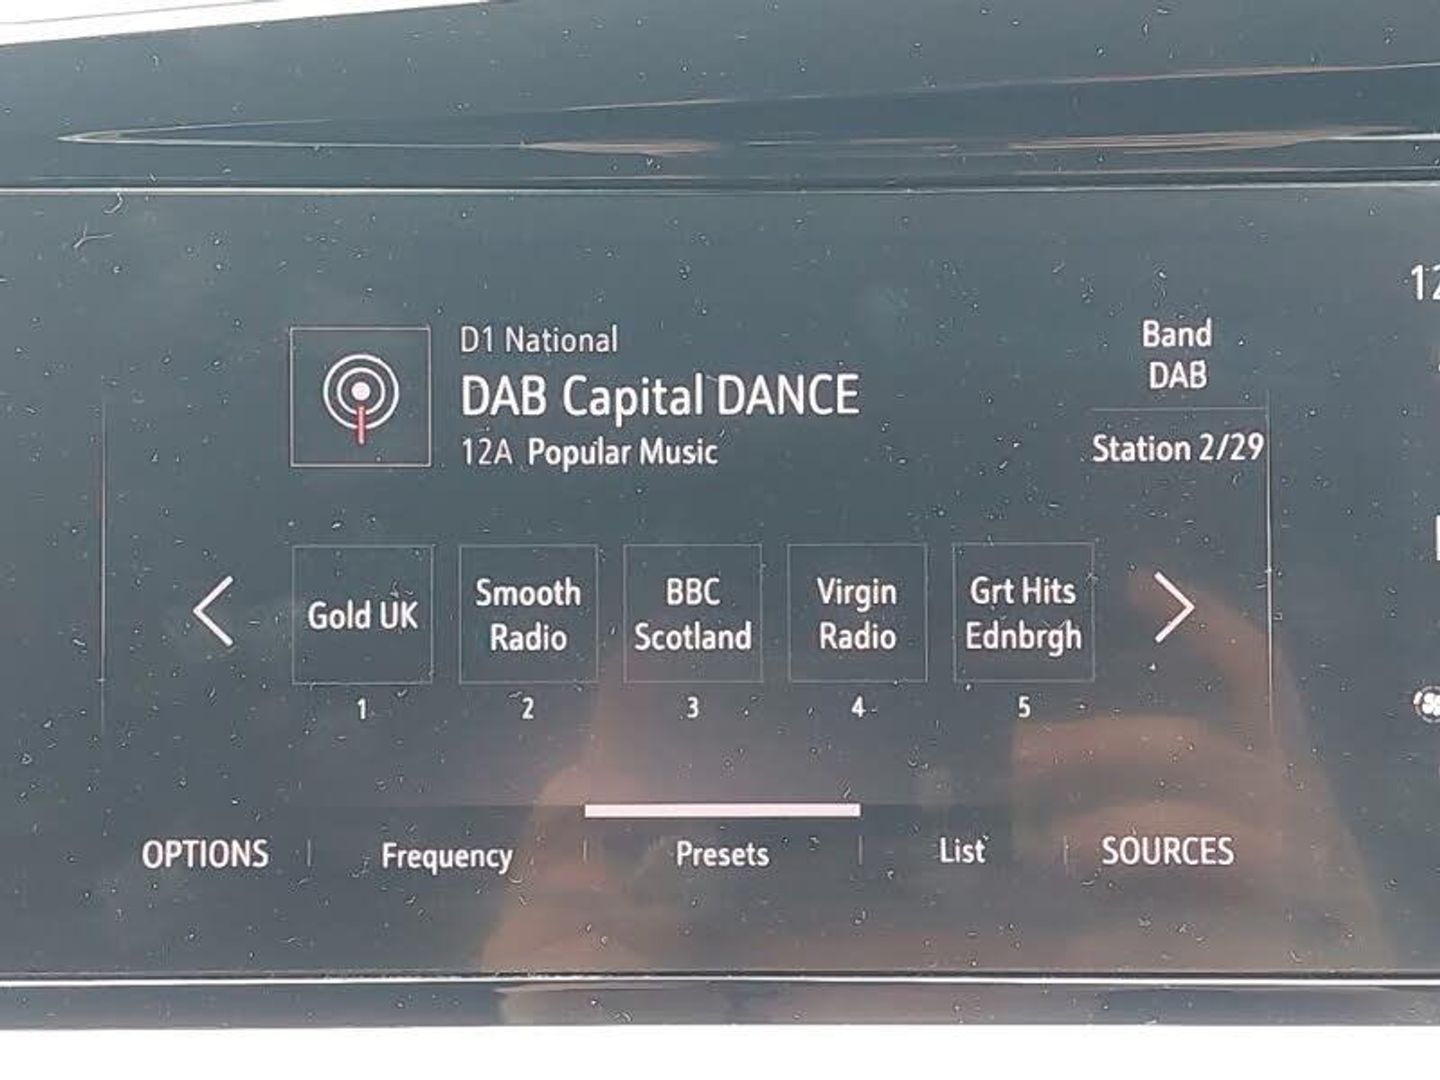 D1 National
DAB Capital DANCE
12A Popular Music
Band
DAB
Station 2/29
Gold UK
Smooth
Radio
BBC
Scotland
Virgin
Radio
Grt Hits
Ednbrgh
1
2
3
4
5
OPTIONS
Frequency
Presets
List
SOURCES